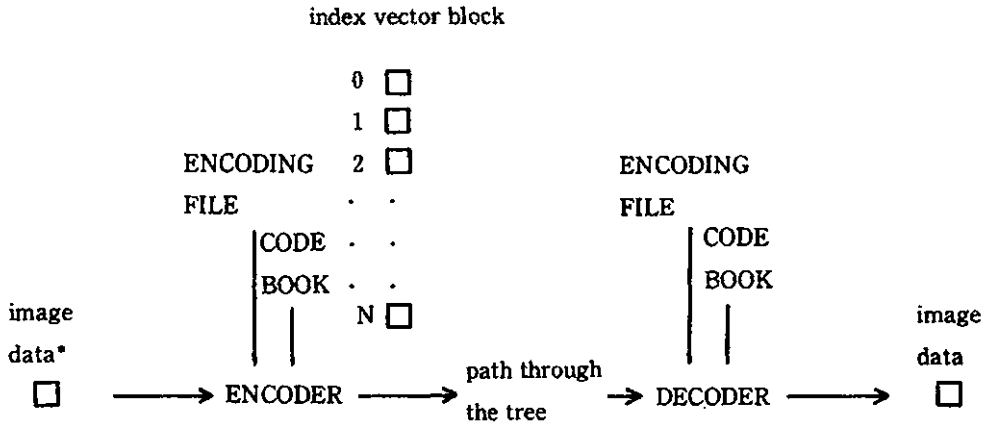 index vector block
0
1
ENCODING 2
FILE . .
CODE . .
BOOK . .
N
image
data*
ENCODER
path through
the tree
ENCODING
FILE
CODE
BOOK
DECODER
image
data